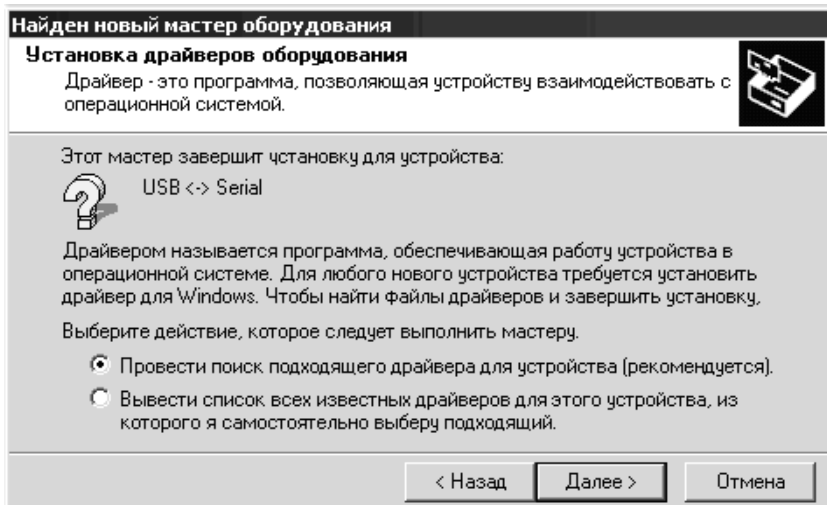 Найден новый мастер оборудования
Установка драйверов оборудования
Драйвер - это программа, позволяющая устройству взаимодействовать с
операционной системой.
Этот мастер завершит установку для устройства:
USB <-> Serial
Драйвером называется программа, обеспечивающая работу устройства в
операционной системе. Для любого нового устройства требуется установить
драйвер для Windows. Чтобы найти файлы драйверов и завершить установку,
Выберите действие, которое следует выполнить мастеру.
Провести поиск подходящего драйвера для устройства (рекомендуется).
Вывести список всех известных драйверов для этого устройства, из
которого я самостоятельно выберу подходящий.
< Назад
Далее >
Отмена